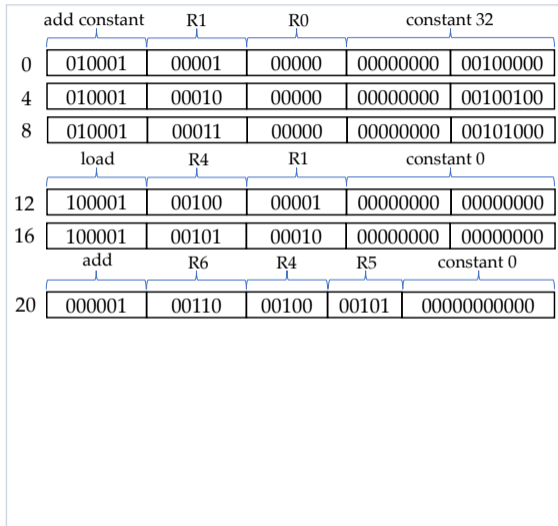 add constant R1 R0 constant 32
0 010001 00001 00000 00000000 00100000
4 010001 00010 00000 00000000 00100100
8 010001 00011 00000 00000000 00101000
load R4 R1 constant 0
12 100001 00100 00001 00000000 00000000
16 100001 00101 00010 00000000 00000000
add R6 R4 R5 constant 0
20 000001 00110 00100 00101 00000000000